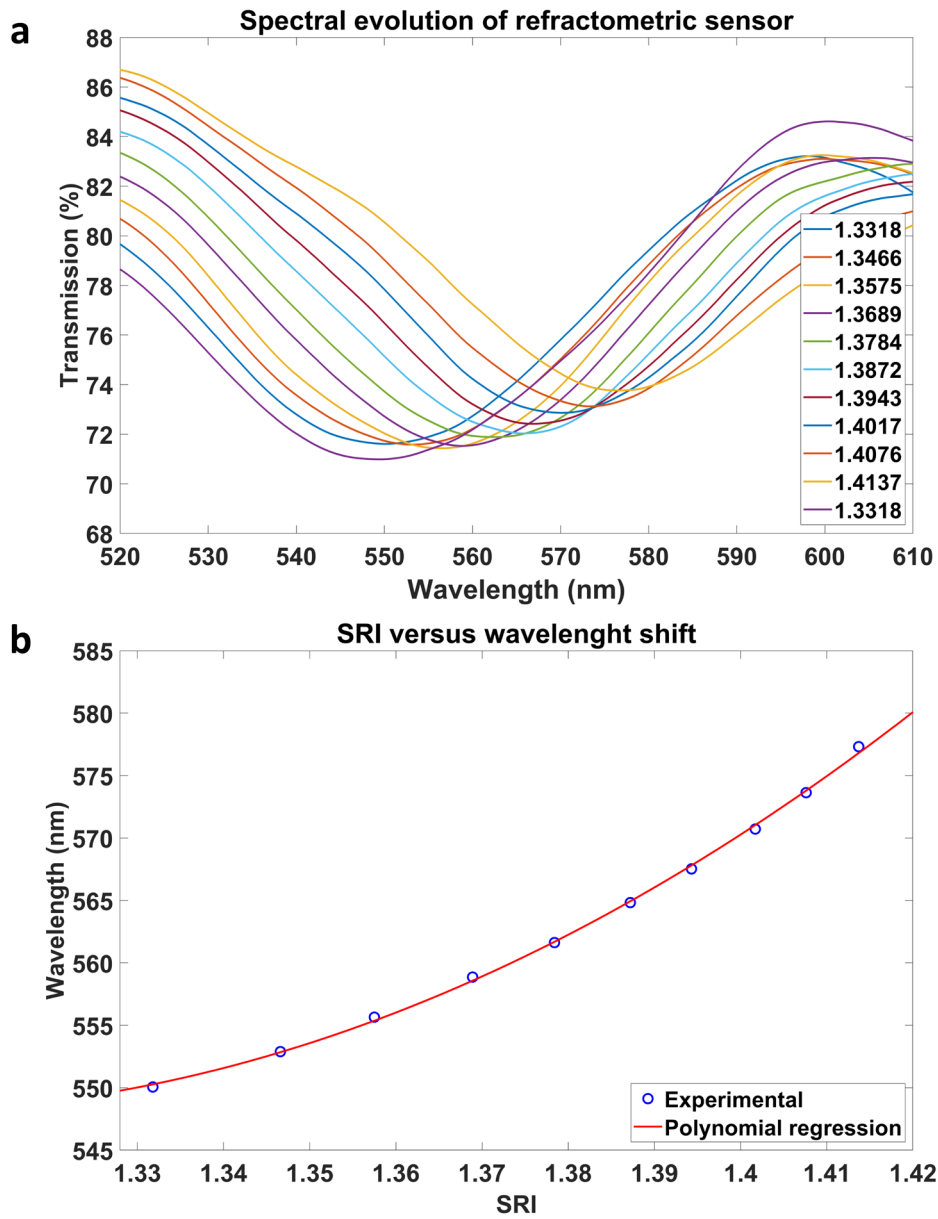 a
Spectral evolution of refractometric sensor
88
86
84
82
80
78
76
74
72
70
68
Transmission (%)
520 530 540 550 560 570 580 590 600 610
Wavelength (nm)
1.3318
1.3466
1.3575
1.3689
1.3784
1.3872
1.3943
1.4017
1.4076
1.4137
1.3318
b
SRI versus wavelenght shift
585
580
575
570
565
560
555
550
545
Wavelength (nm)
1.33 1.34 1.35 1.36 1.37 1.38 1.39 1.4 1.41 1.42
SRI
Experimental
Polynomial regression